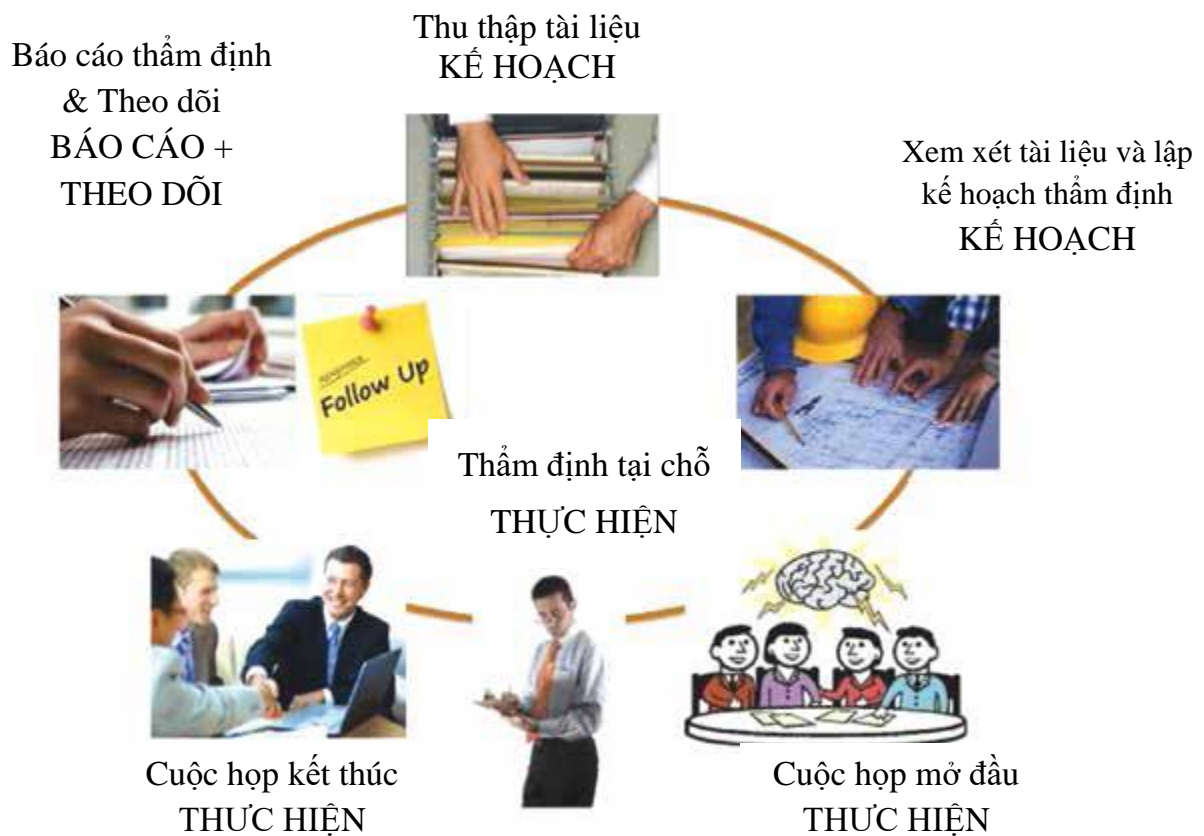 Thu thập tài liệu
KẾ HOẠCH
Báo cáo thẩm định
& Theo dõi
BÁO CÁO +
THEO DÕI
Xem xét tài liệu và lập
kế hoạch thẩm định
KẾ HOẠCH
Follow Up
Thẩm định tại chỗ
THỰC HIỆN
Cuộc họp kết thúc
THƯC HIỆN
Cuộc họp mở đầu
THƯC HIỆN